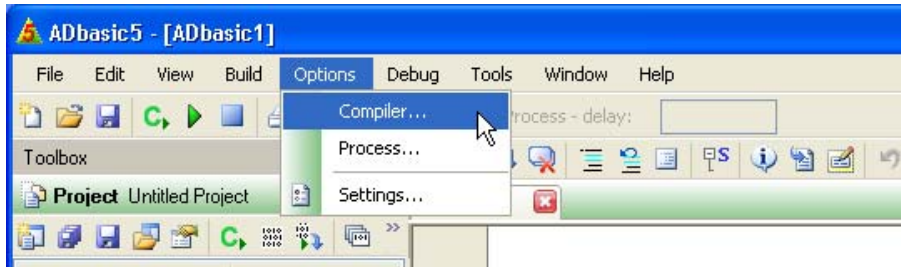 ADbasic5 - [ADbasic1]
File Edit View Build Options Debug Tools Window Help
Compiler...
Process - delay:
Toolbox
Process...
Project Untitled Project
Settings...